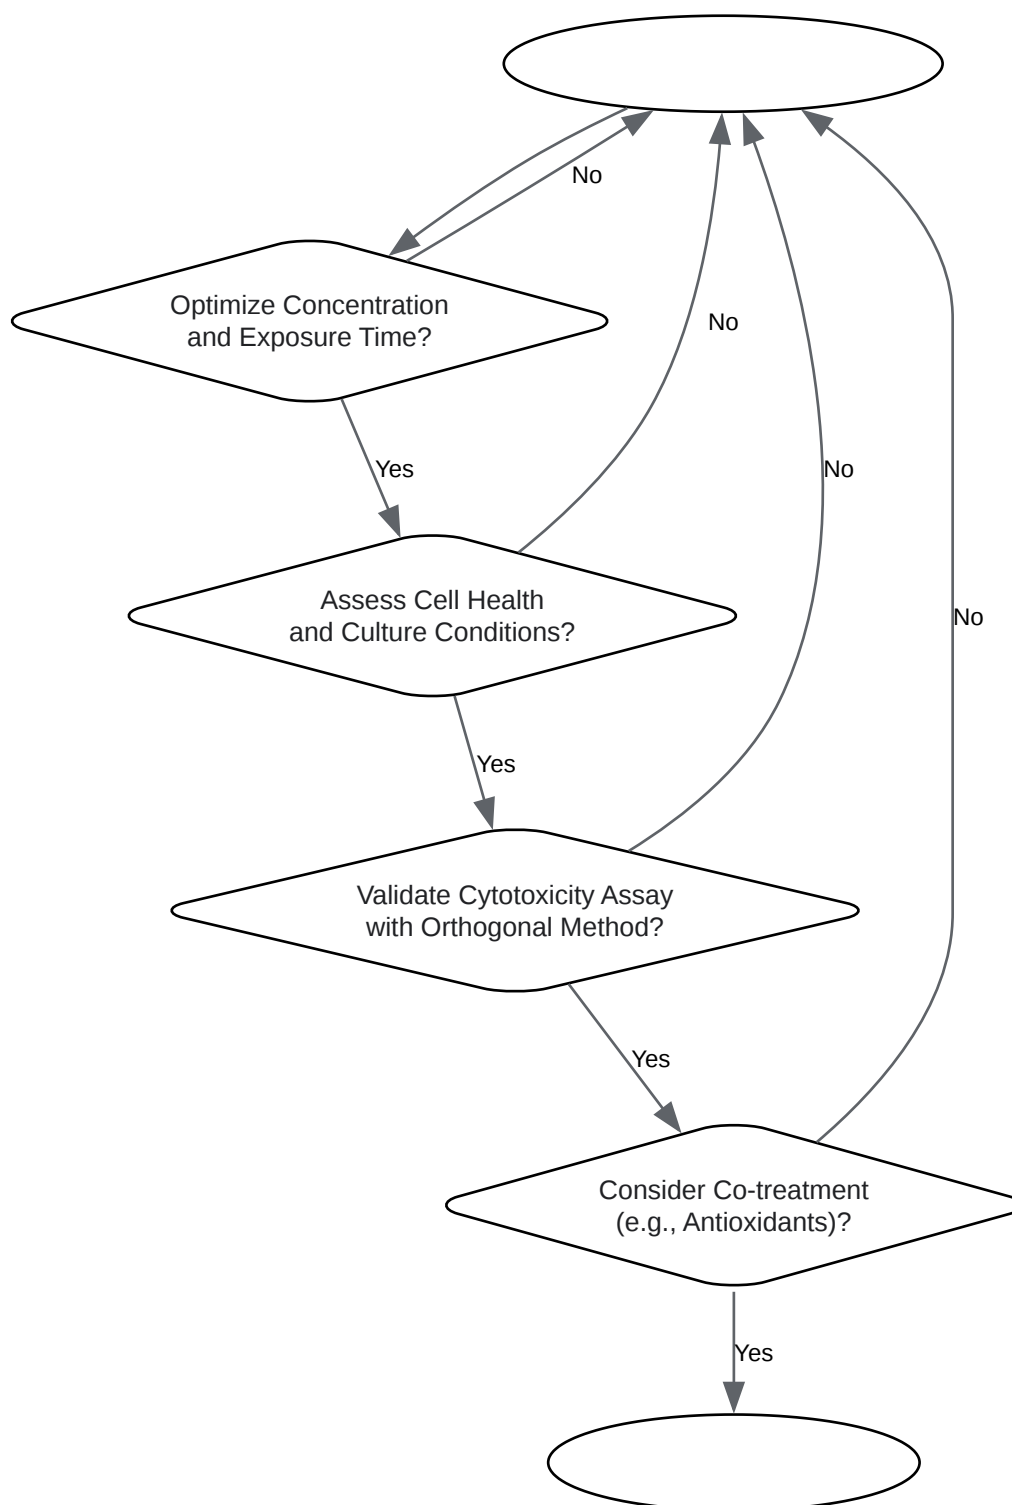 No
Optimize Concentration
and Exposure Time?
No
Yes
No
Assess Cell Health
and Culture Conditions?
No
Yes
Validate Cytotoxicity Assay
with Orthogonal Method?
Yes
Consider Co-treatment
(e.g., Antioxidants)?
Yes